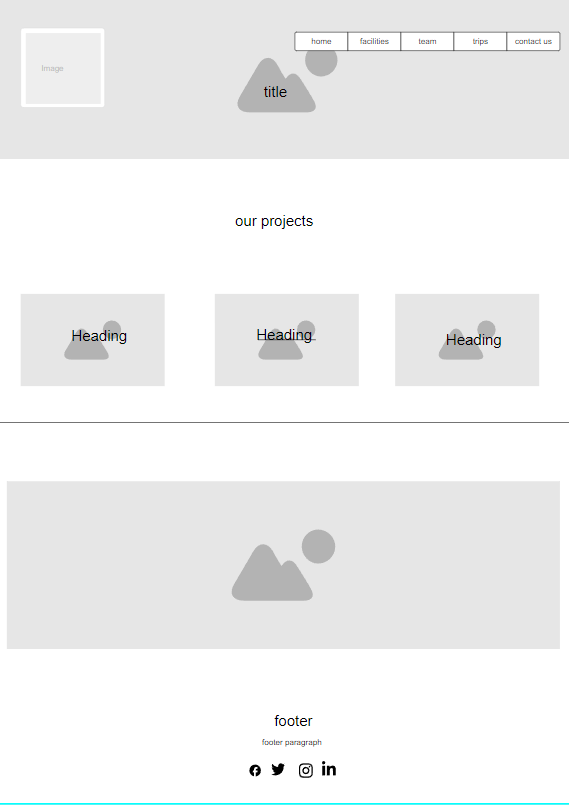 home facilities team trips contact us
Image
title
our projects
Heading Heading Heading
footer
footer paragraph